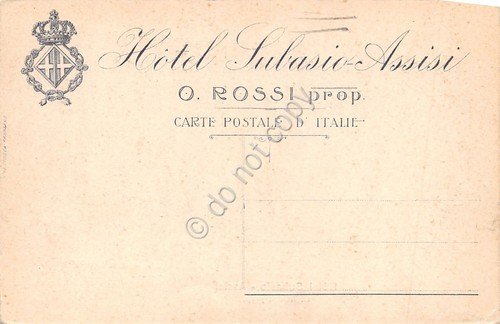 Hôtel Subasio-Assisi
O. ROSSI prop.
CARTE POSTALE D'ITALIE
© do not copy